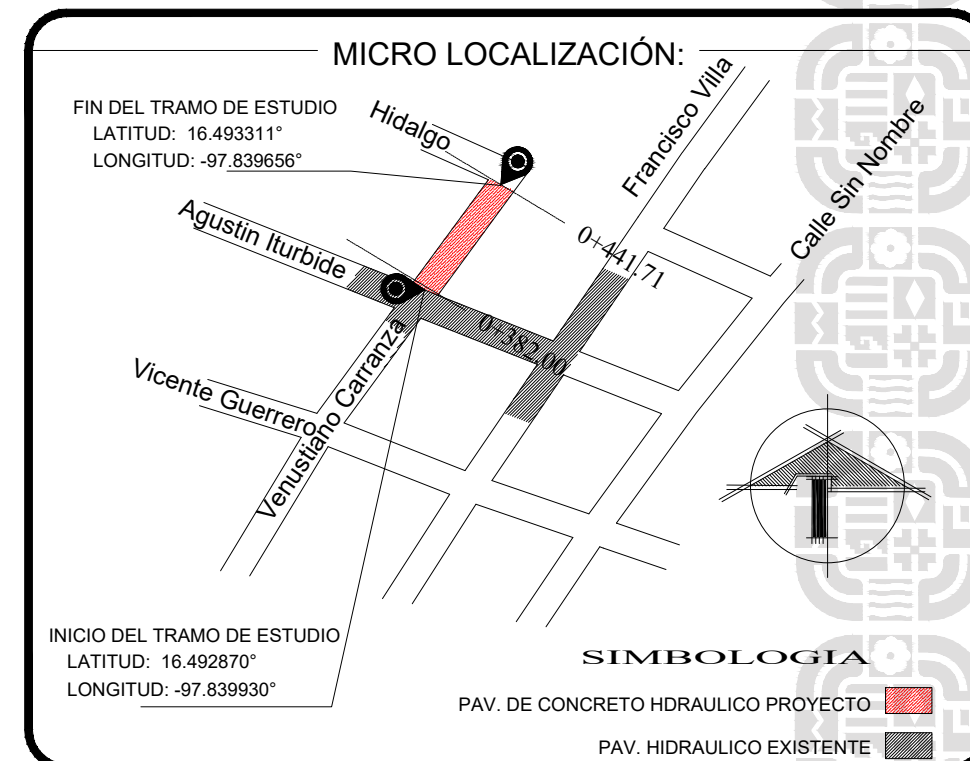 MICRO LOCALIZACIÓN:
FIN DEL TRAMO DE ESTUDIO
LATITUD: 16.493311°
LONGITUD: -97.839656°
Hidalgo
Francisco Villa
Calle Sin Nombre
Agustin Iturbide
0+441.71
0+382.00
Venustiano Carranza
Vicente Guerrero
INICIO DEL TRAMO DE ESTUDIO
LATITUD: 16.492870°
LONGITUD: -97.839930°
SIMBOLOGIA
PAV. DE CONCRETO HDRAULICO PROYECTO
PAV. HIDRAULICO EXISTENTE